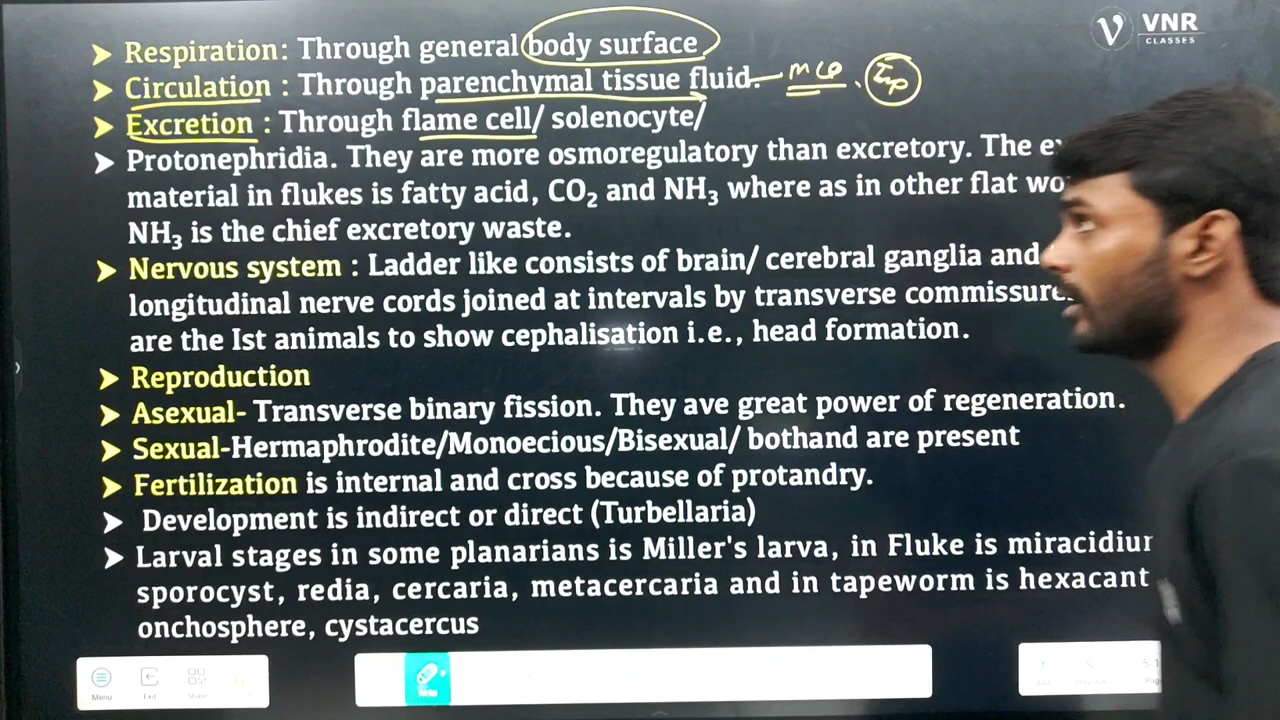 VNR
CLASSES
➤ Respiration: Through general body surface
➤ Circulation : Through parenchymal tissue fluid. MCQ Imp
➤ Excretion : Through flame cell/ solenocyte/
➤ Protonephridia. They are more osmoregulatory than excretory. The
material in flukes is fatty acid, CO₂ and NH₃ where as in other flat
NH₃ is the chief excretory waste.
➤ Nervous system : Ladder like consists of brain/ cerebral ganglia and
longitudinal nerve cords joined at intervals by transverse
are the Ist animals to show cephalisation i.e., head formation.
➤ Reproduction
➤ Asexual- Transverse binary fission. They ave great power of regeneration.
➤ Sexual-Hermaphrodite/Monoecious/Bisexual/ bothand are present
➤ Fertilization is internal and cross because of protandry.
➤ Development is indirect or direct (Turbellaria)
➤ Larval stages in some planarians is Miller's larva, in Fluke is
sporocyst, redia, cercaria, metacercaria and in tapeworm is hexacant
onchosphere, cystacercus
Menu Exit Share